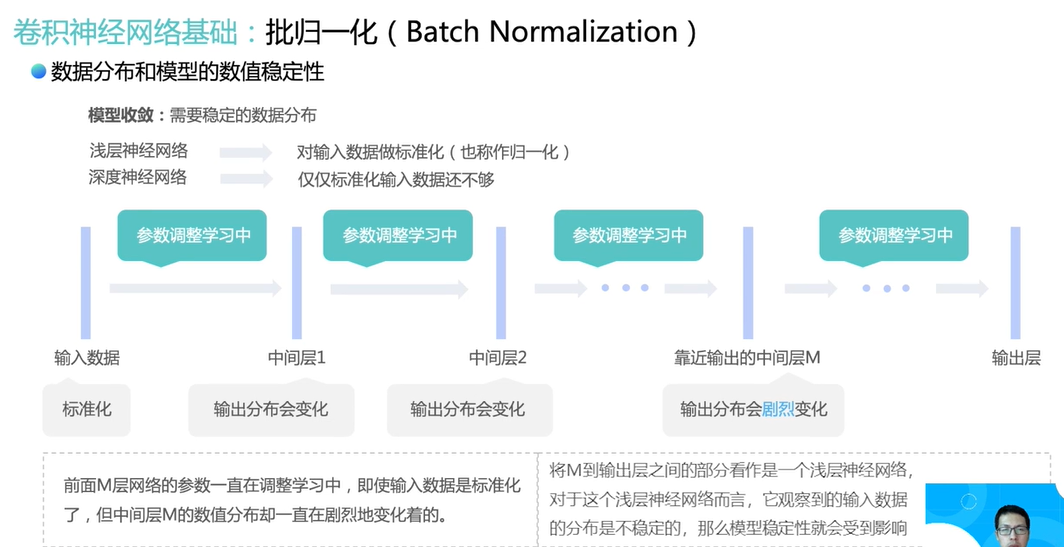 卷积神经网络基础：批归一化（Batch Normalization）
数据分布和模型的数值稳定性
模型收敛：需要稳定的数据分布
浅层神经网络 对输入数据做标准化（也称作归一化）
深度神经网络 仅仅标准化输入数据还不够
参数调整学习中 参数调整学习中 参数调整学习中 参数调整学习中
输入数据 中间层1 中间层2 靠近输出的中间层M 输出层
标准化 输出分布会变化 输出分布会变化 输出分布会剧烈变化
前面M层网络的参数一直在调整学习中，即使输入数据是标准化
了，但中间层M的数值分布却一直在剧烈地变化着的。
将M到输出层之间的部分看作是一个浅层神经网络，
对于这个浅层神经网络而言，它观察到的输入数据
的分布是不稳定的，那么模型稳定性就会受到影响